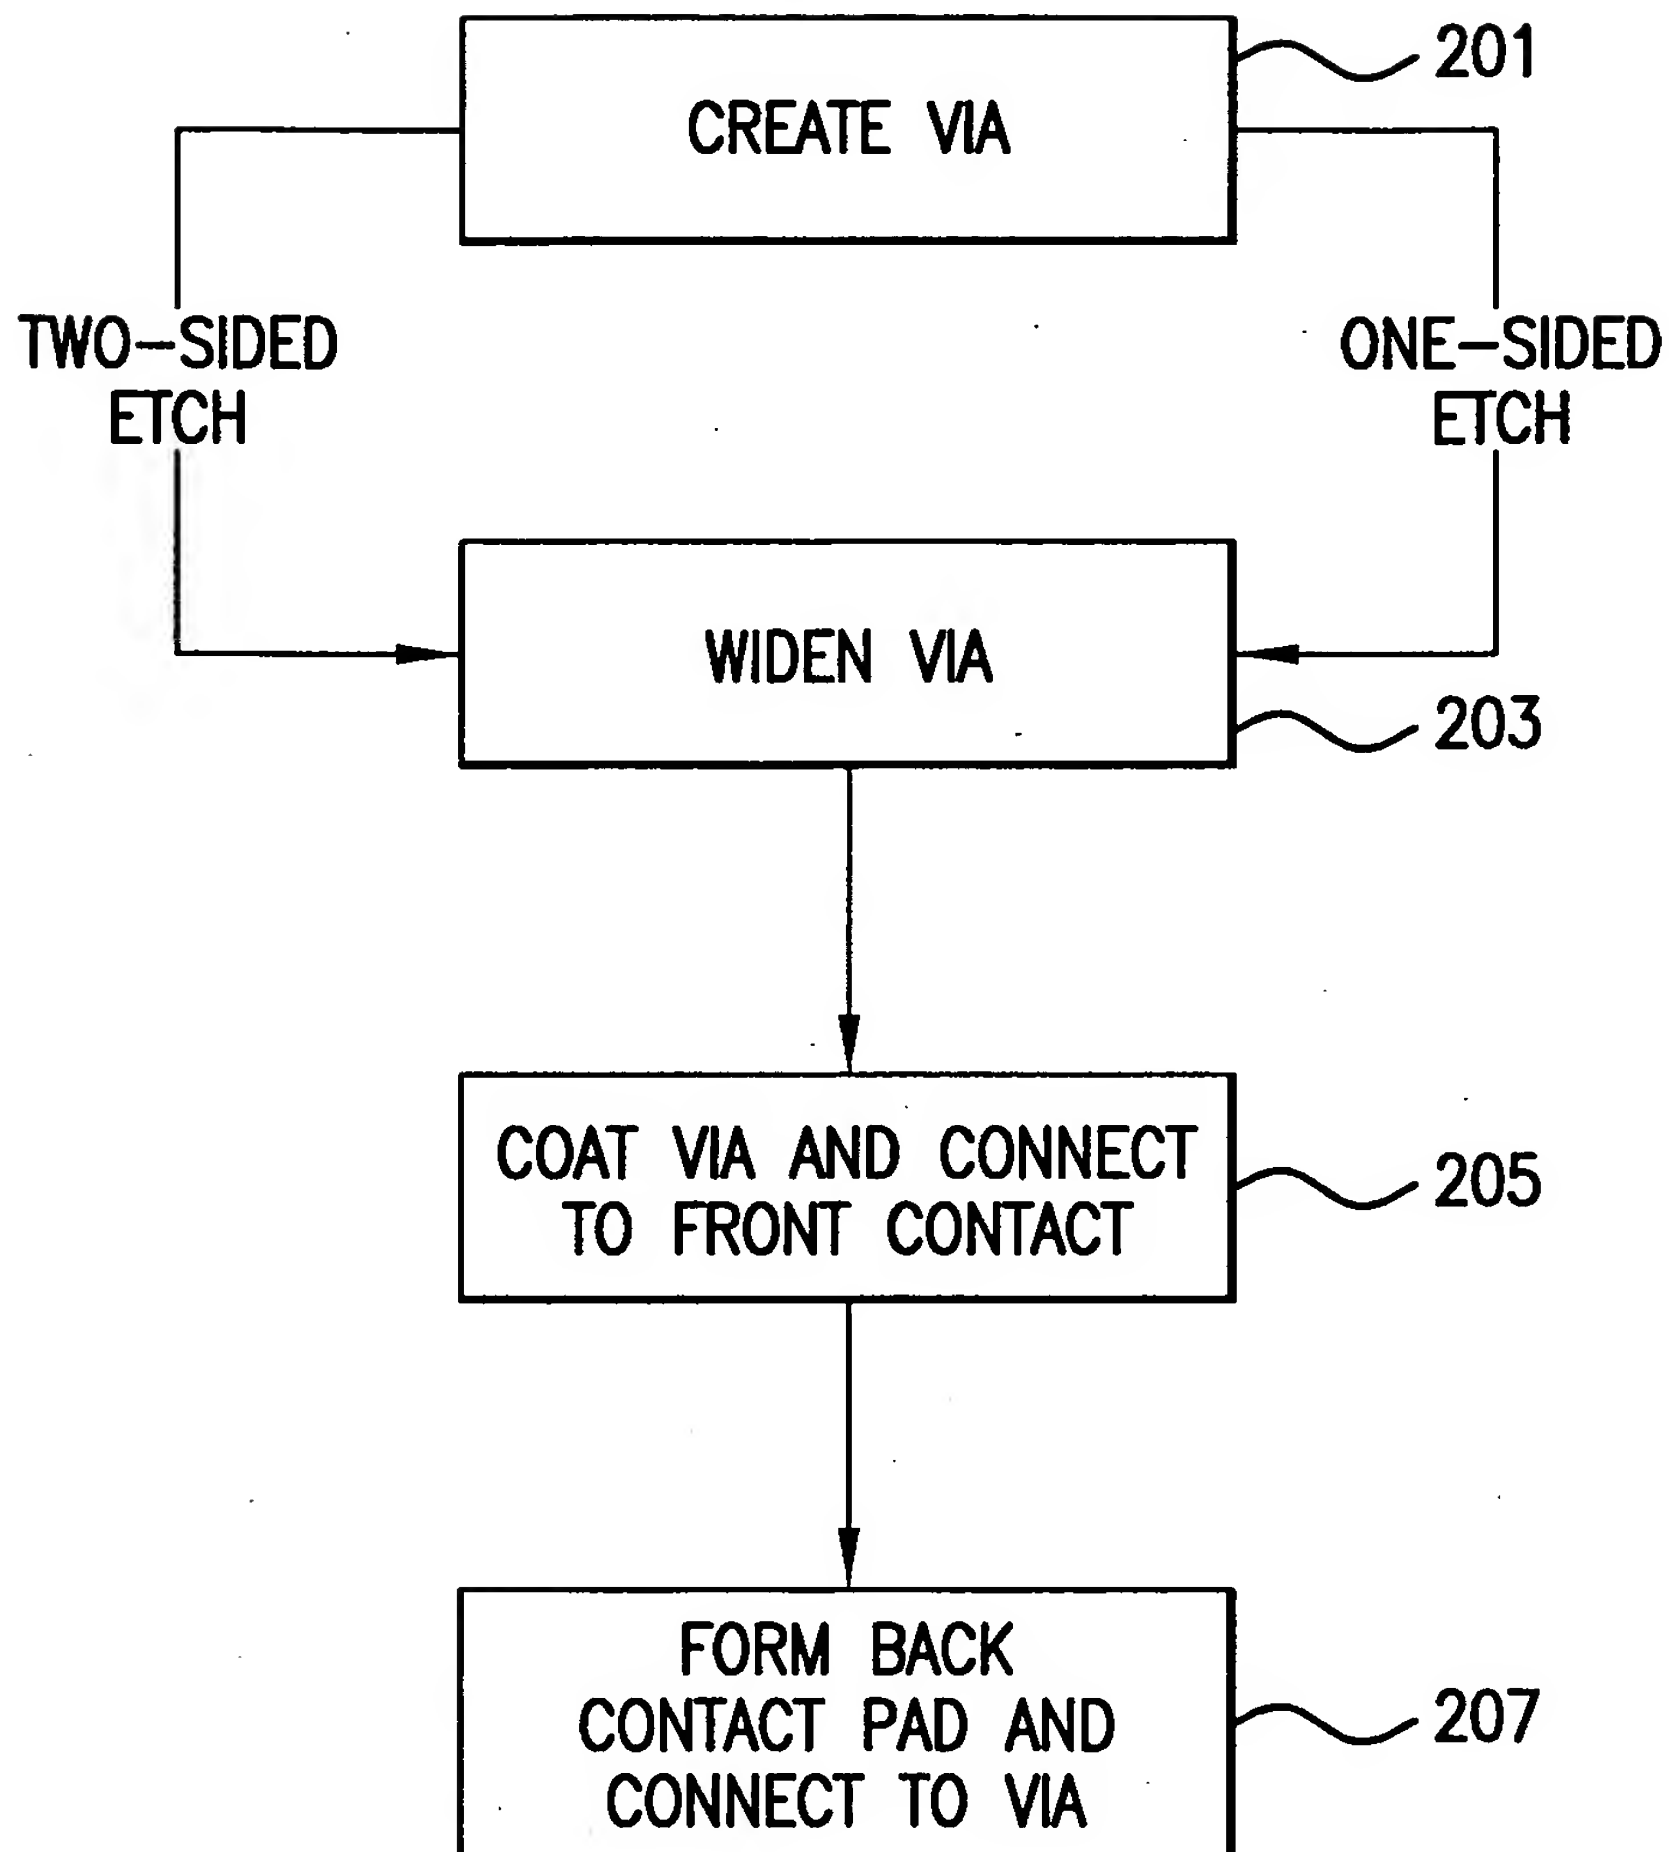 201
CREATE VIA
TWO-SIDED
ETCH
ONE-SIDED
ETCH
WIDEN VIA
203
COAT VIA AND CONNECT
TO FRONT CONTACT
205
FORM BACK
CONTACT PAD AND
CONNECT TO VIA
207